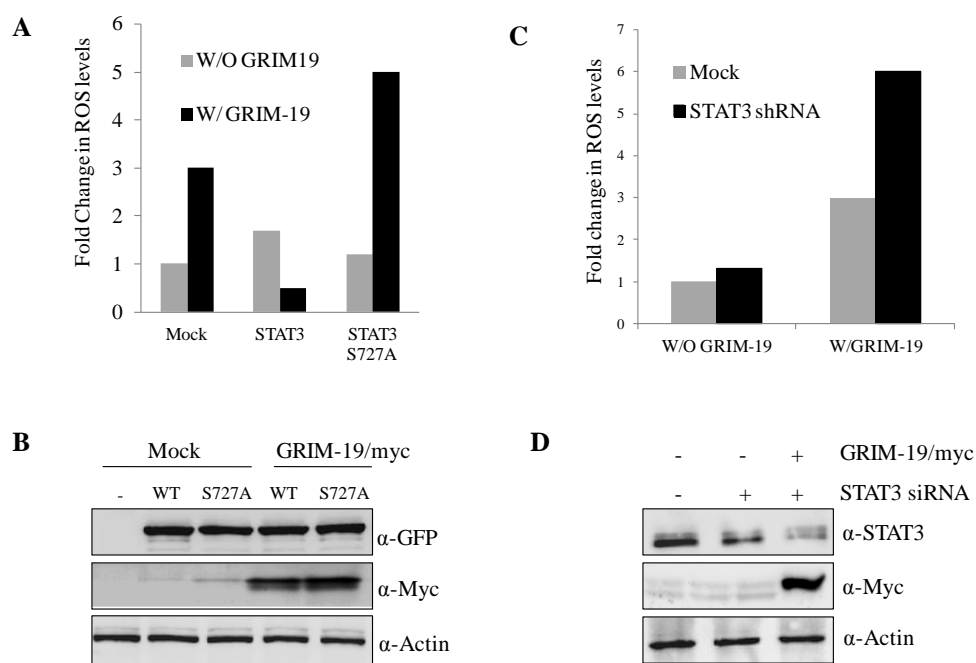 A
Fold Change in ROS levels
6
5
4
3
2
1
0
W/O GRIM19
W/ GRIM-19
Mock
STAT3
STAT3
S727A
C
Fold change in ROS levels
7
6
5
4
3
2
1
0
Mock
STAT3 shRNA
W/O GRIM-19
W/GRIM-19
B
Mock
GRIM-19/myc
- WT S727A WT S727A
α-GFP
α-Myc
α-Actin
D
- - + GRIM-19/myc
- + + STAT3 siRNA
α-STAT3
α-Myc
α-Actin